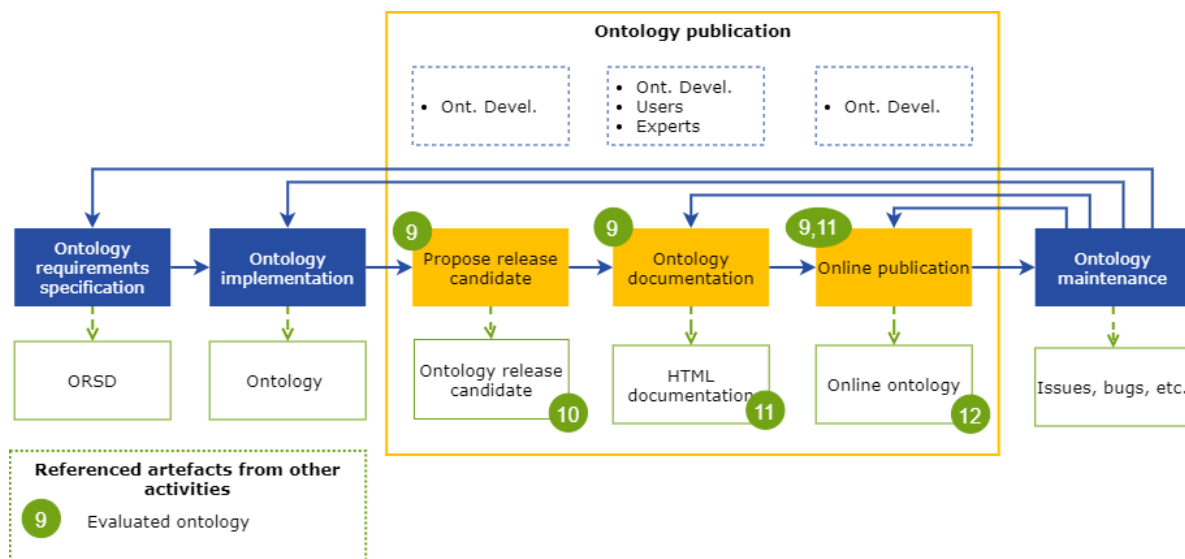 Ontology publication
• Ont. Devel.
• Ont. Devel.
• Users
• Experts
• Ont. Devel.
9
9
9,11
Ontology
requirements
specification
Ontology
implementation
Propose release
candidate
Ontology
documentation
Online publication
Ontology
maintenance
ORSD
Ontology
Ontology release
candidate
10
HTML
documentation
11
Online ontology
12
Issues, bugs, etc.
Referenced artefacts from other
activities
9
Evaluated ontology